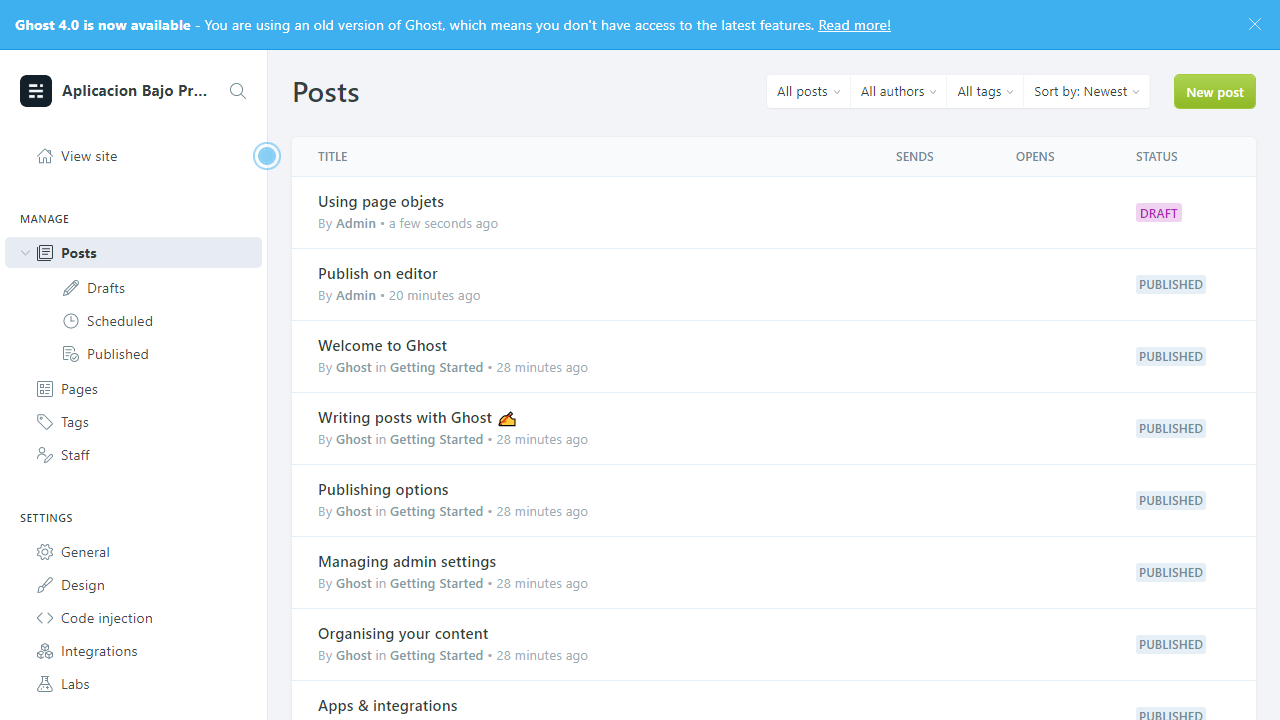 Ghost 4.0 is now available - You are using an old version of Ghost, which means you don't have access to the latest features. Read more!
Aplicacion Bajo Pr...
View site
MANAGE
Posts
Drafts
Scheduled
Published
Pages
Tags
Staff
SETTINGS
General
Design
Code injection
Integrations
Labs
Posts
All posts
All authors
All tags
Sort by: Newest
New post
TITLE SENDS OPENS STATUS
Using page objets
By Admin • a few seconds ago
DRAFT
Publish on editor
By Admin • 20 minutes ago
PUBLISHED
Welcome to Ghost
By Ghost in Getting Started • 28 minutes ago
PUBLISHED
Writing posts with Ghost ✍️
By Ghost in Getting Started • 28 minutes ago
PUBLISHED
Publishing options
By Ghost in Getting Started • 28 minutes ago
PUBLISHED
Managing admin settings
By Ghost in Getting Started • 28 minutes ago
PUBLISHED
Organising your content
By Ghost in Getting Started • 28 minutes ago
PUBLISHED
Apps & integrations
PUBLISHED